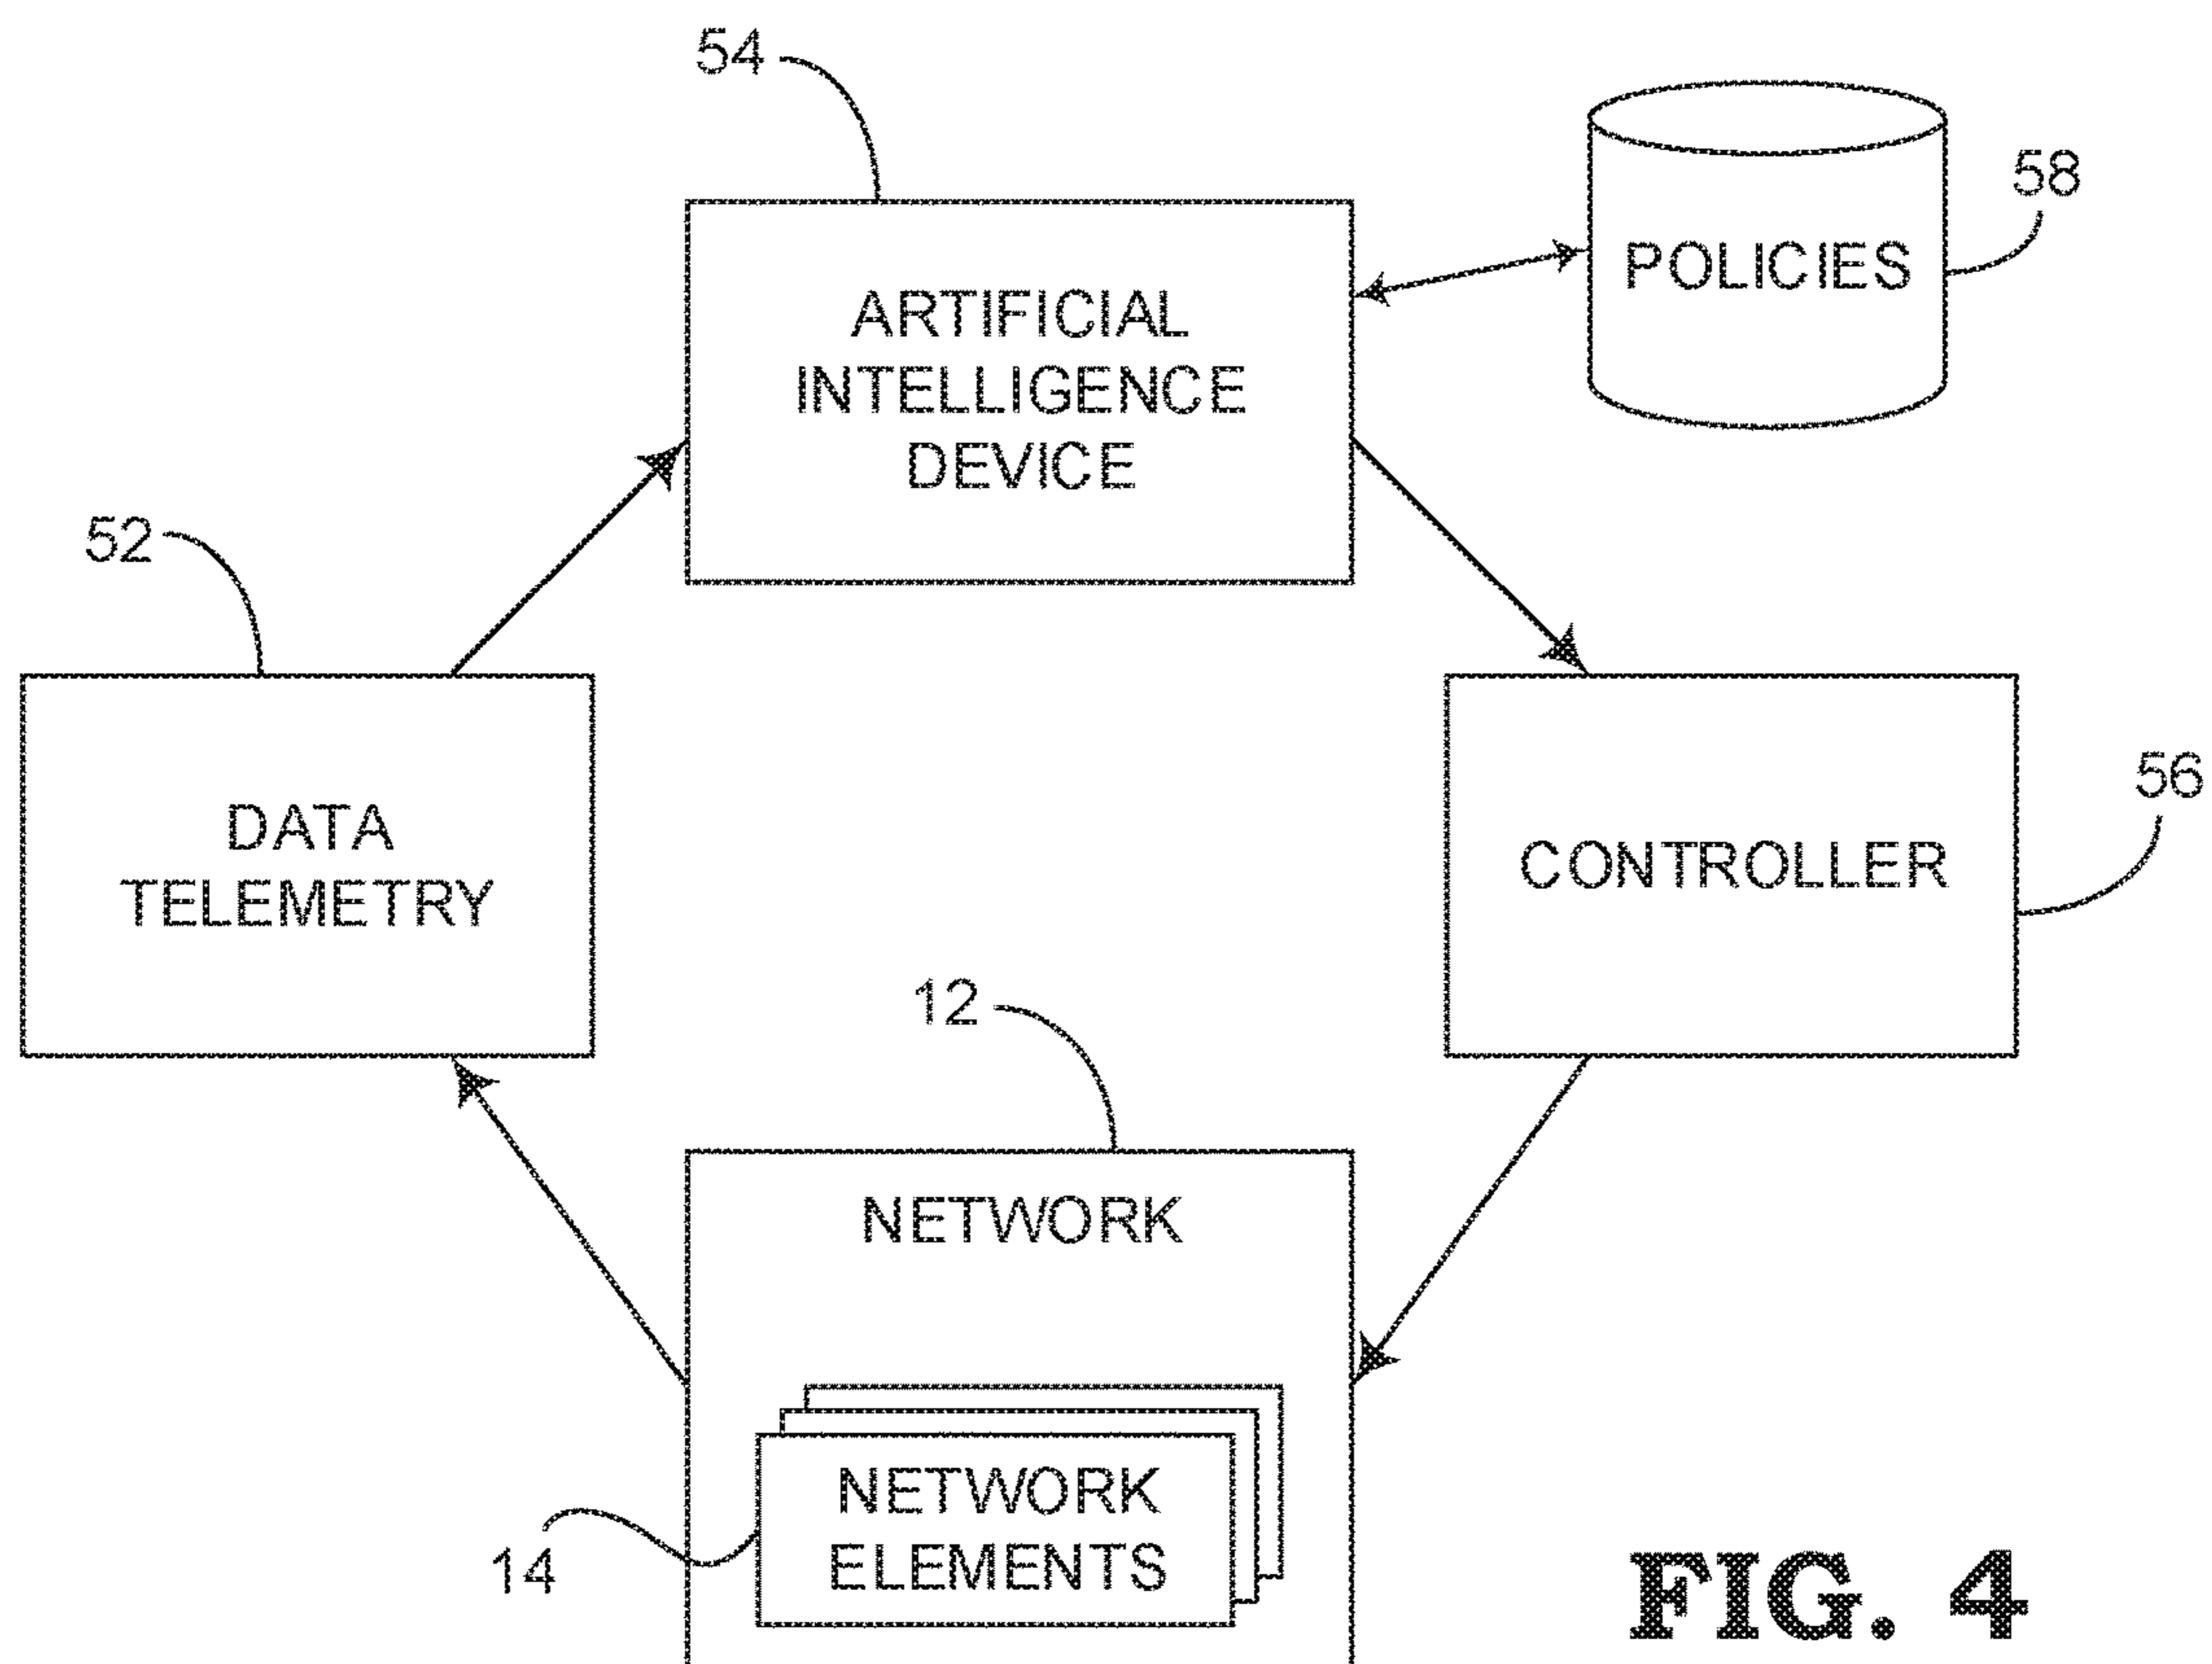 54
58
POLICIES
ARTIFICIAL
INTELLIGENCE
DEVICE
52
DATA
TELEMETRY
CONTROLLER
56
12
NETWORK
NETWORK
ELEMENTS
14
FIG. 4